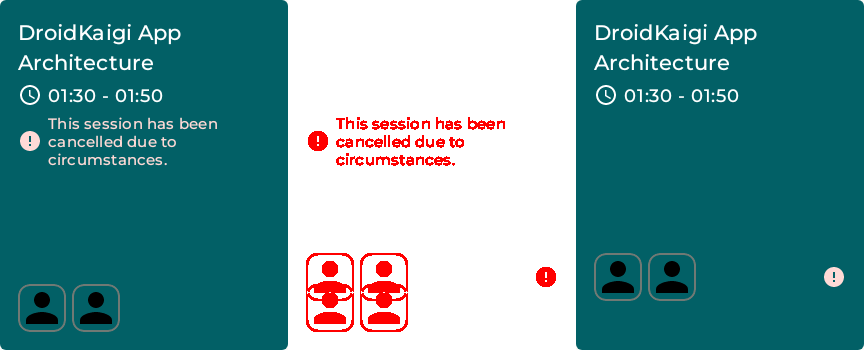 DroidKaigi App
Architecture
01:30 - 01:50
This session has been
cancelled due to
circumstances.
This session has been
cancelled due to
circumstances.
DroidKaigi App
Architecture
01:30 - 01:50